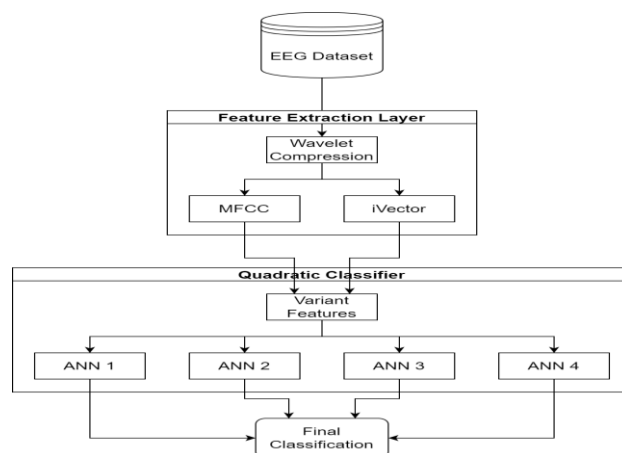 EEG Dataset
Feature Extraction Layer
Wavelet
Compression
MFCC
iVector
Quadratic Classifier
Variant
Features
ANN 1
ANN 2
ANN 3
ANN 4
Final
Classification